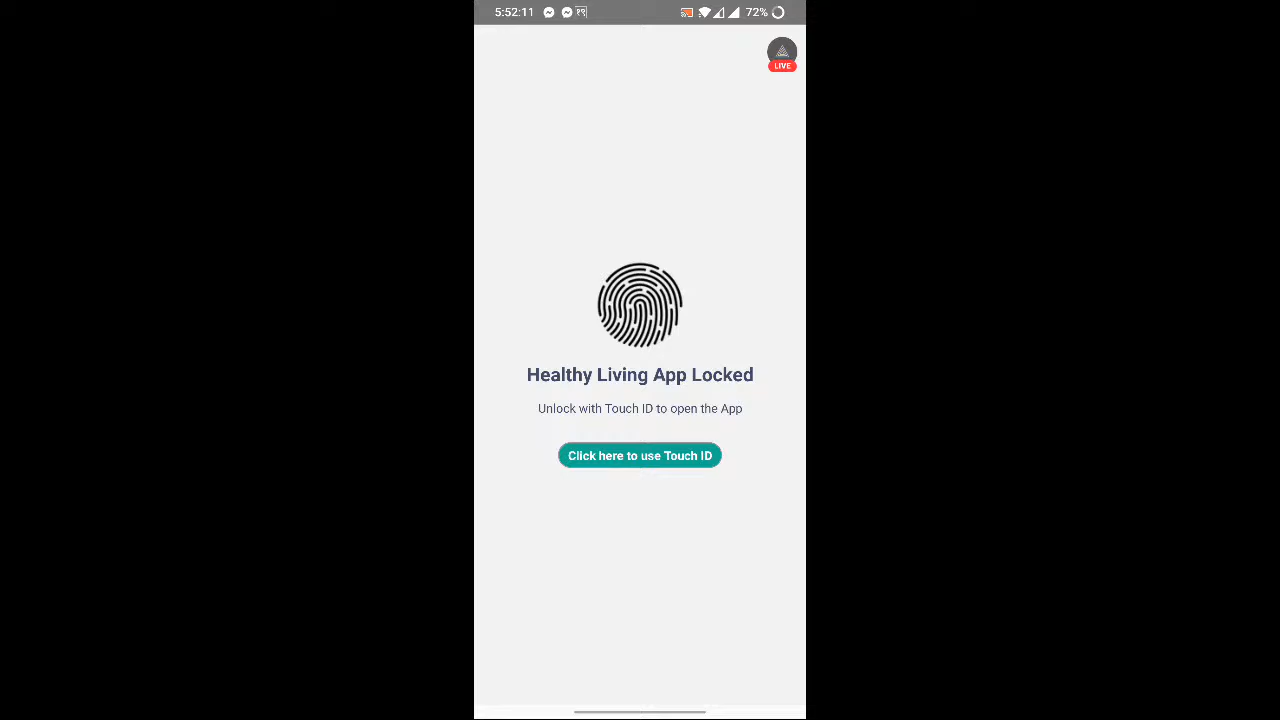 5:52:11 १९ 72%
LIVE
Healthy Living App Locked
Unlock with Touch ID to open the App
Click here to use Touch ID